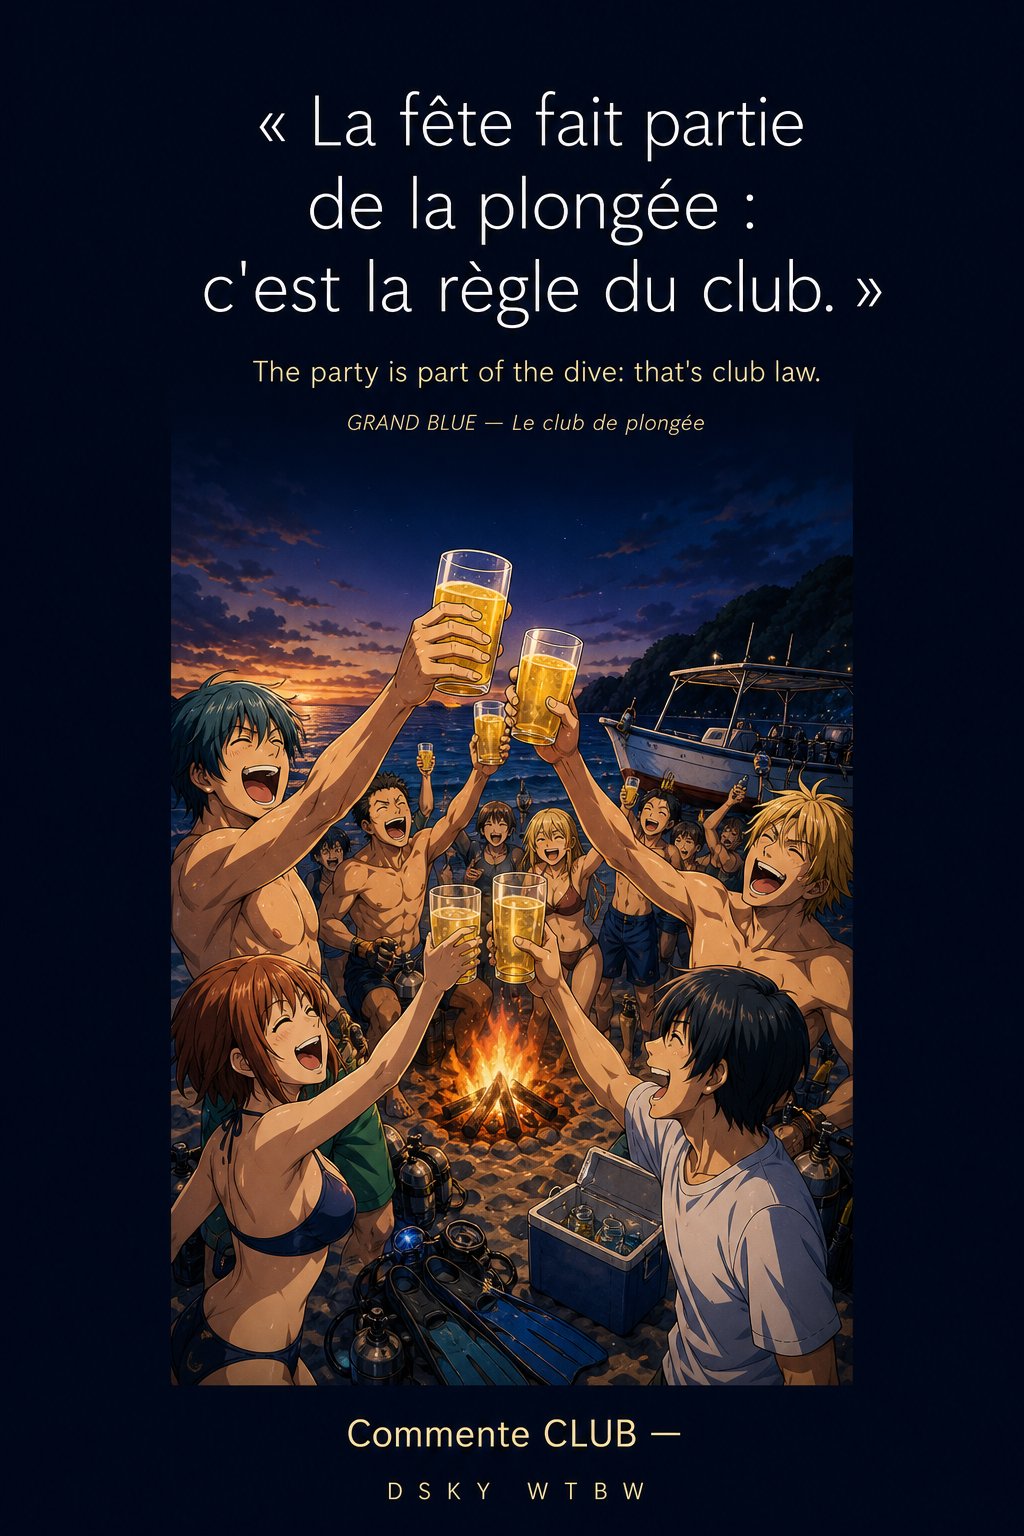 « La fête fait partie
de la plongée :
c'est la règle du club. »
The party is part of the dive: that's club law.
GRAND BLUE — Le club de plongée
Commente CLUB —
DSKY WTBW